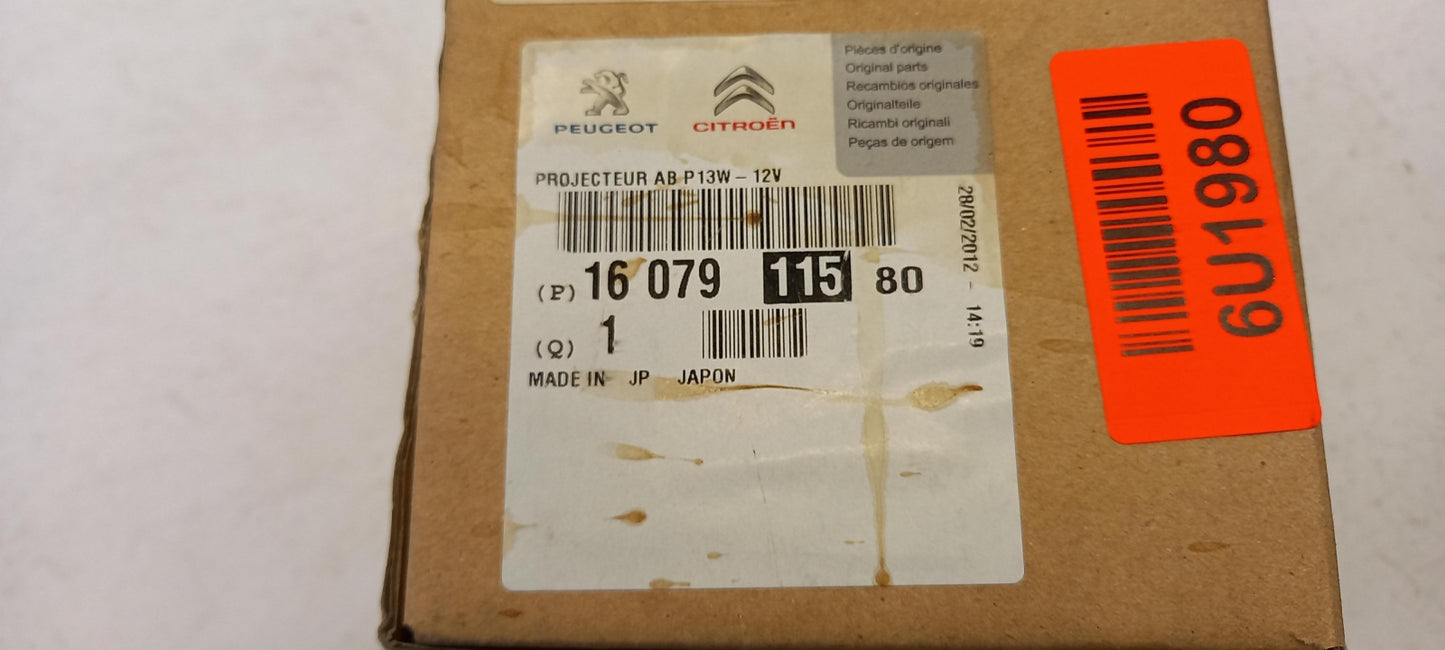 PEUGEOT
CITROËN
Pièces d'origine
Original parts
Recambios originales
Originalteile
Ricambi originali
Peças de origem
PROJECTEUR AB P13W - 12V
28/02/2012 - 14:19
(P) 16 079 115 80
(Q) 1
MADE IN JP JAPON
6U1980